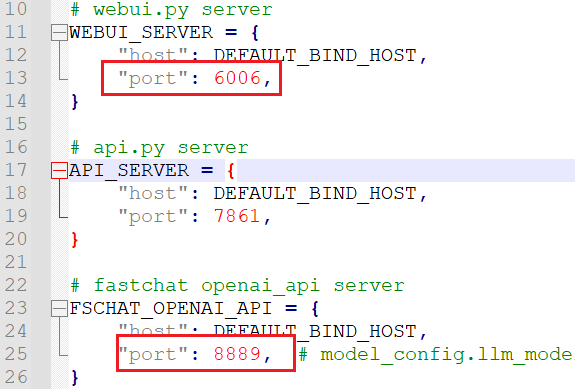 10 # webui.py server
11 WEBUI_SERVER = {
12 "host": DEFAULT_BIND_HOST,
13 "port": 6006,
14 }
15
16 # api.py server
17 API_SERVER = {
18 "host": DEFAULT_BIND_HOST,
19 "port": 7861,
20 }
21
22 # fastchat openai_api server
23 FSCHAT_OPENAI_API = {
24 "host": DEFAULT_BIND_HOST,
25 "port": 8889, # model_config.llm_mode
26 }